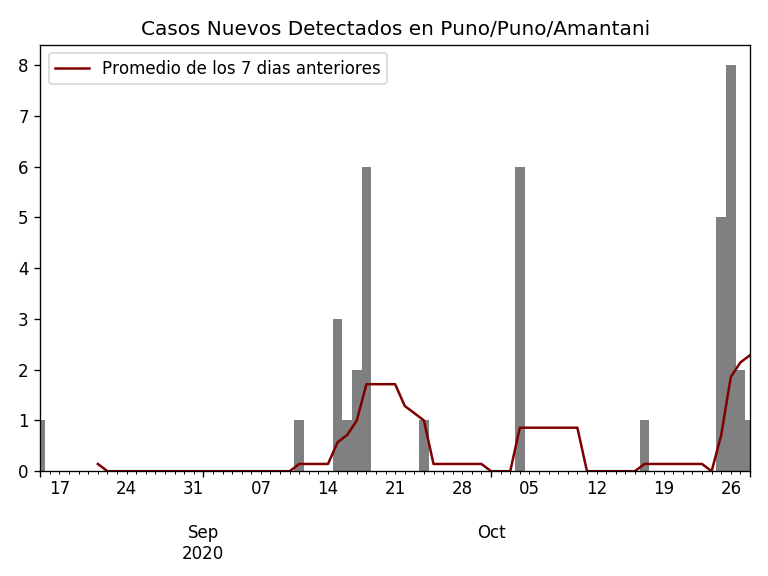 Casos Nuevos Detectados en Puno/Puno/Amantani
Promedio de los 7 dias anteriores
8
7
6
5
4
3
2
1
0
17 24 31 07 14 21 28 05 12 19 26
Sep Oct
2020